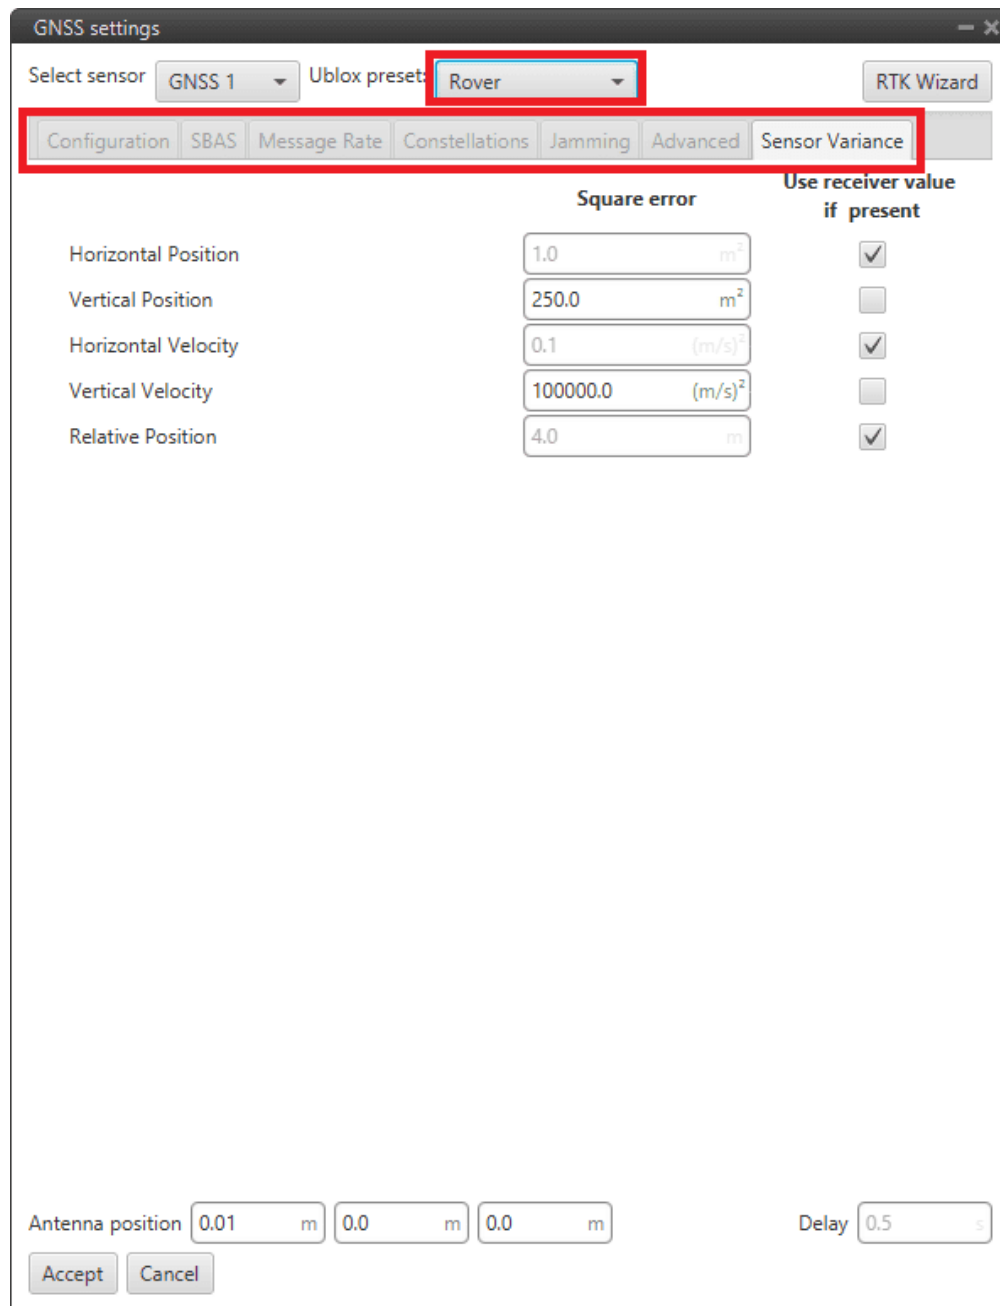 GNSS settings
Select sensor GNSS 1 Ublox preset: Rover RTK Wizard
Configuration SBAS Message Rate Constellations Jamming Advanced Sensor Variance
Square error
Use receiver value
if present
Horizontal Position 1.0 m²
Vertical Position 250.0 m²
Horizontal Velocity 0.1 (m/s)²
Vertical Velocity 100000.0 (m/s)²
Relative Position 4.0 m
Antenna position 0.01 m 0.0 m 0.0 m Delay 0.5 s
Accept Cancel